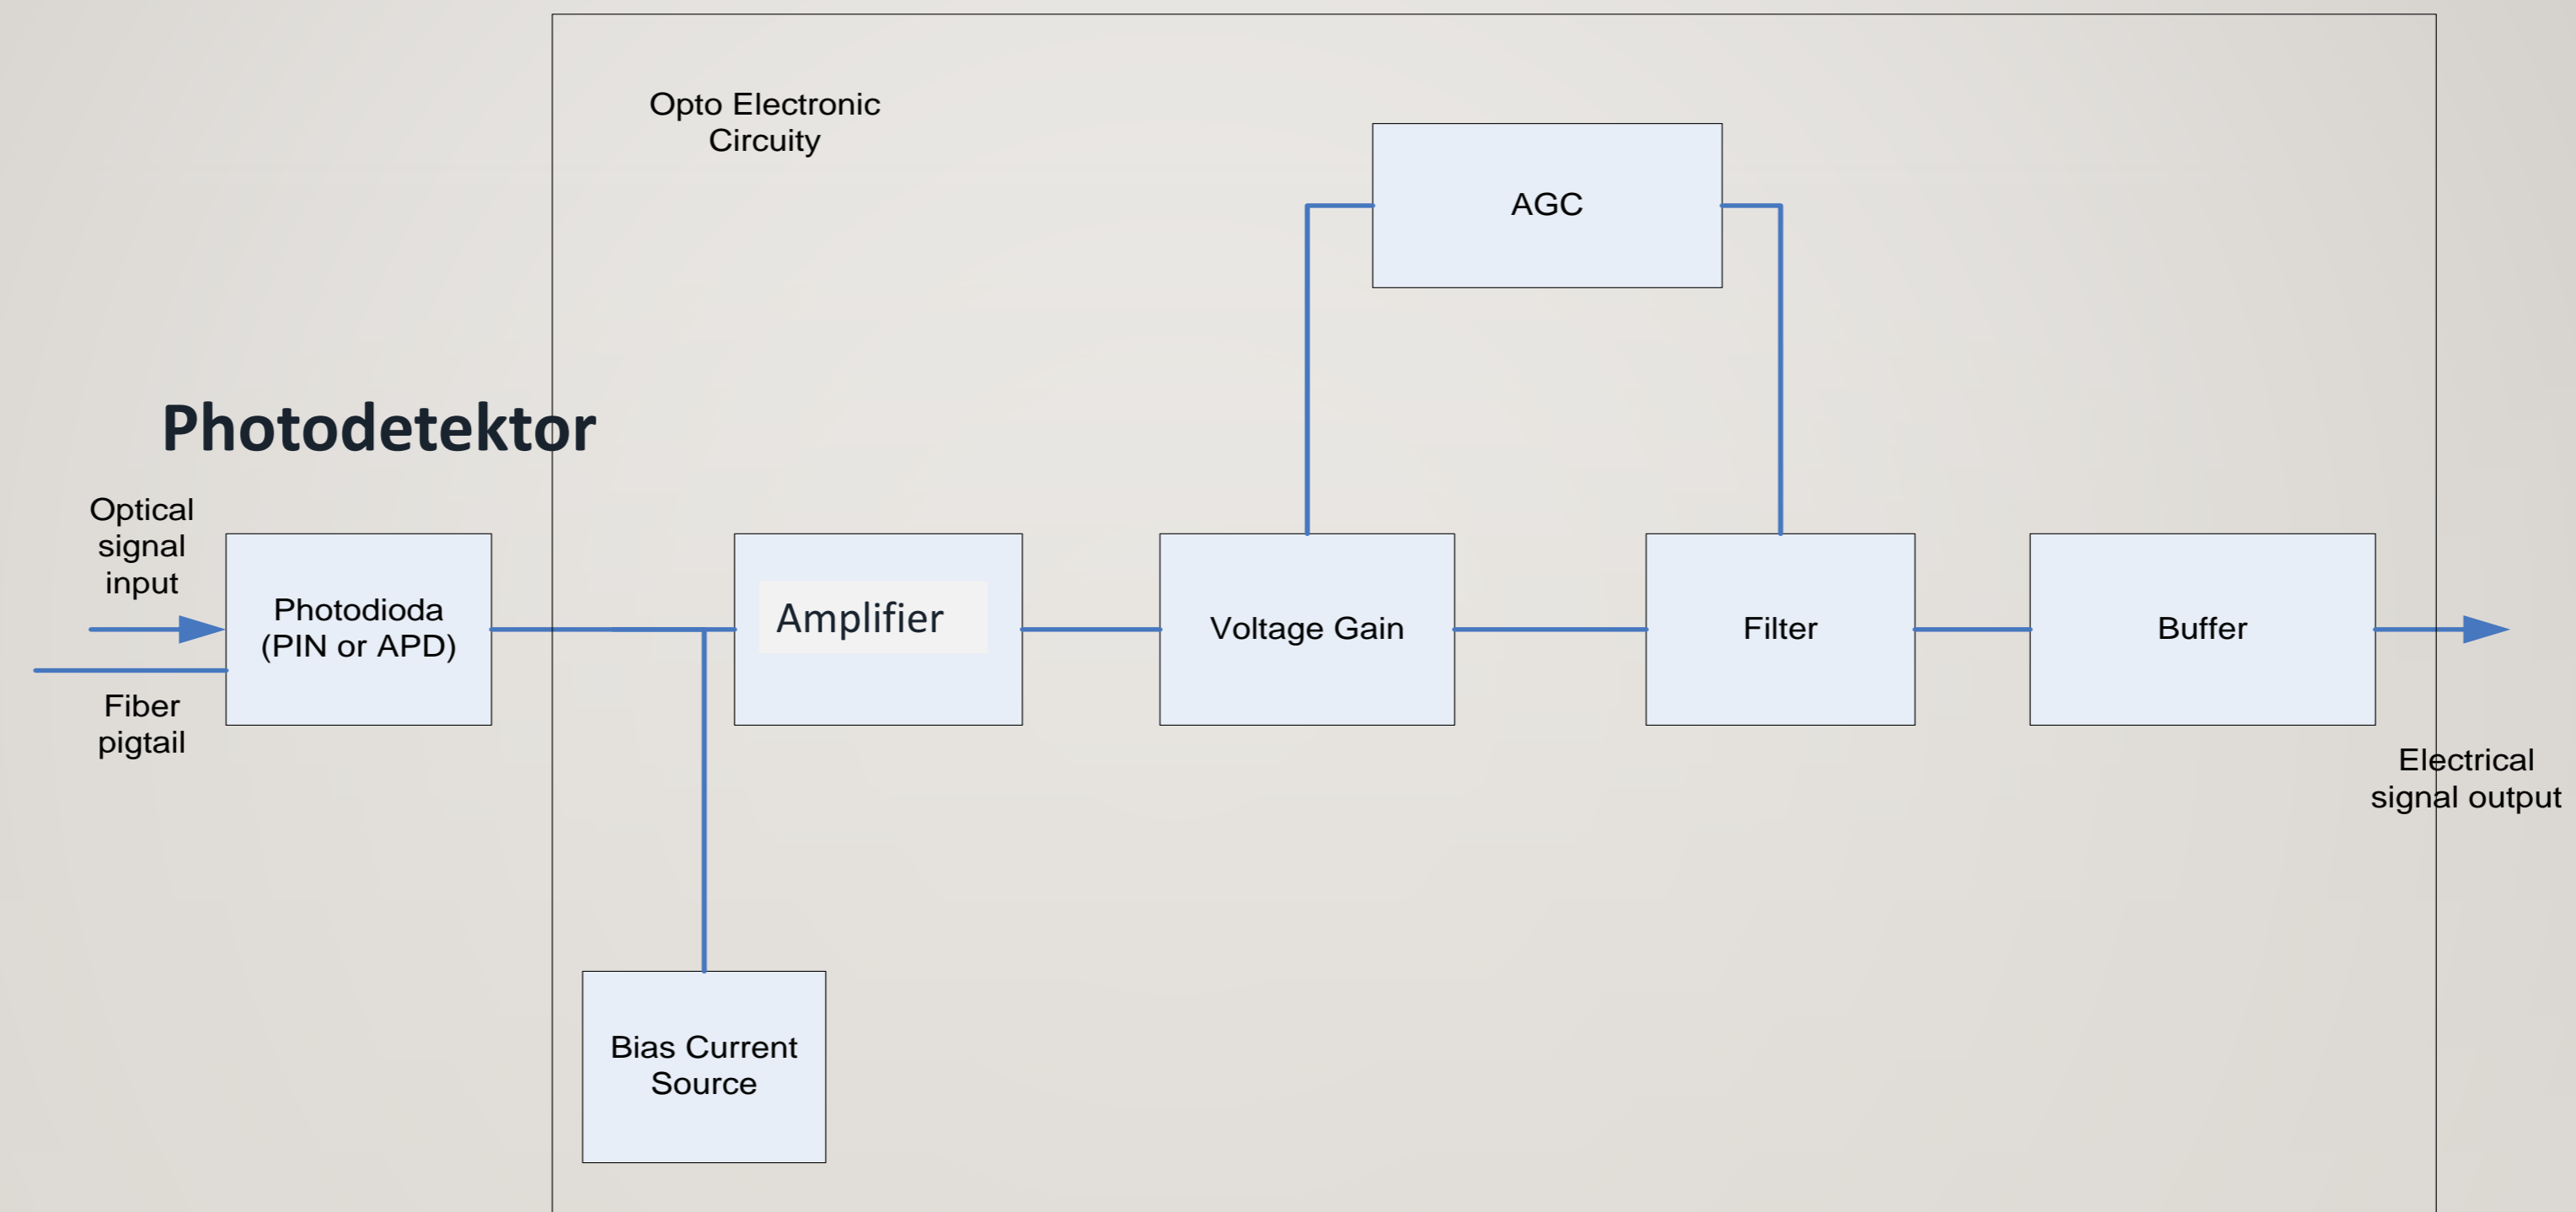 Opto Electronic
Circuity
AGC
Photodetektor
Optical
signal
input
Photodioda
(PIN or APD)
Fiber
pigtail
Amplifier
Voltage Gain
Filter
Buffer
Electrical
signal output
Bias Current
Source